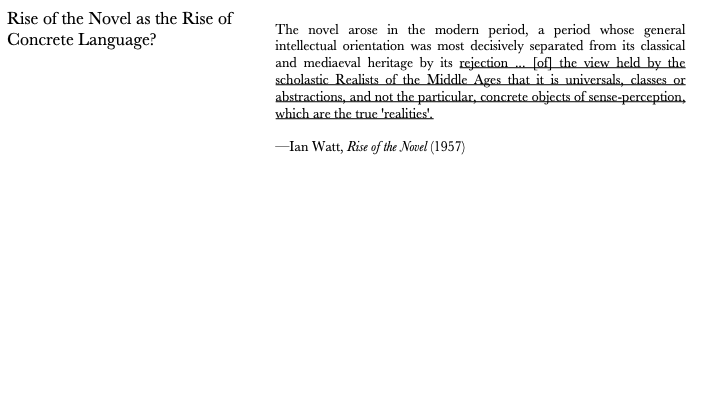 Rise of the Novel as the Rise of
Concrete Language?
The novel arose in the modern period, a period whose general
intellectual orientation was most decisively separated from its classical
and mediaeval heritage by its rejection ... [of] the view held by the
scholastic Realists of the Middle Ages that it is universals, classes or
abstractions, and not the particular, concrete objects of sense-perception,
which are the true 'realities'.
—Ian Watt, Rise of the Novel (1957)